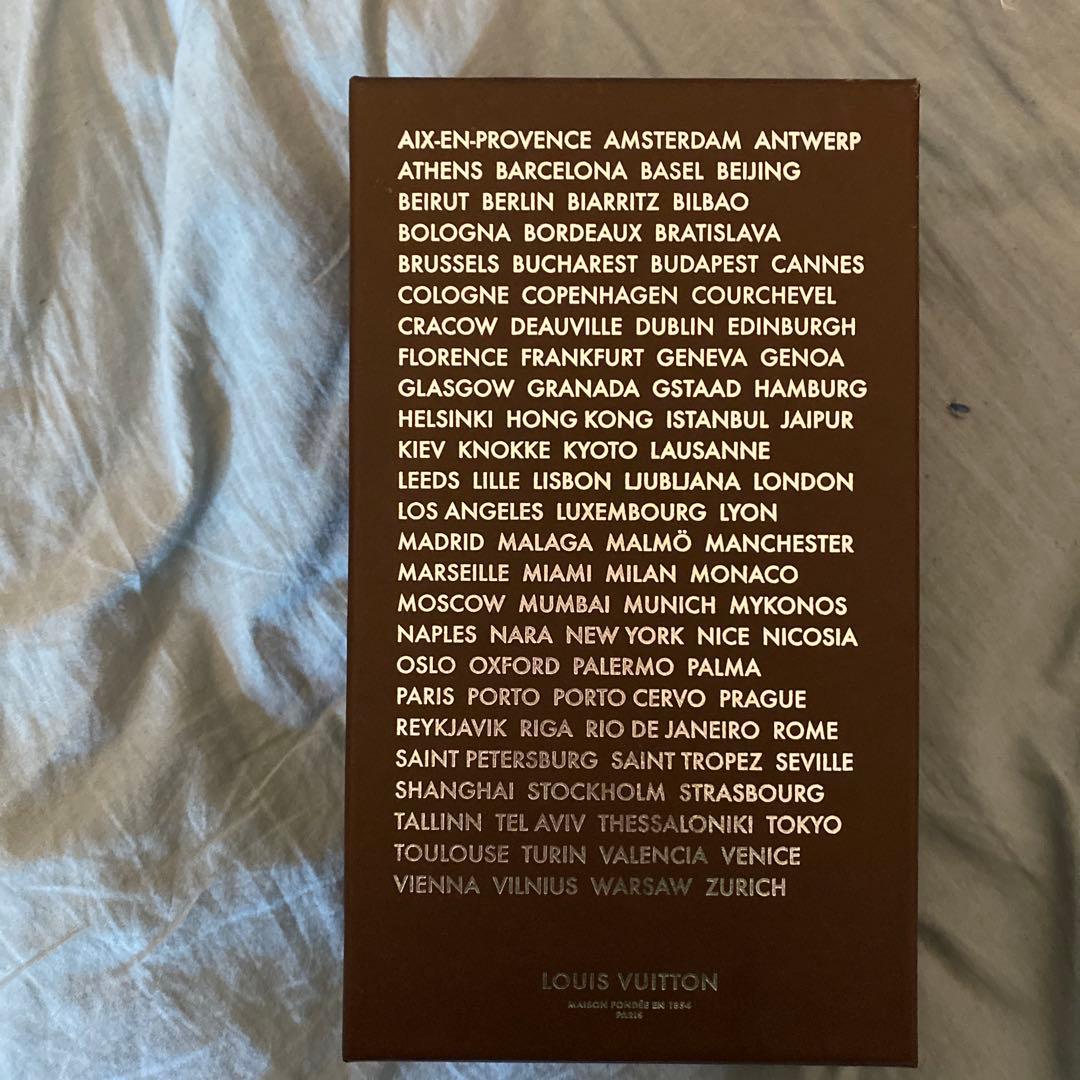 AIX-EN-PROVENCE AMSTERDAM ANTWERP
ATHENS BARCELONA BASEL BEIJING
BEIRUT BERLIN BIARRITZ BILBAO
BOLOGNA BORDEAUX BRATISLAVA
BRUSSELS BUCHAREST BUDAPEST CANNES
COLOGNE COPENHAGEN COURCHEVEL
CRACOW DEAUVILLE DUBLIN EDINBURGH
FLORENCE FRANKFURT GENEVA GENOA
GLASGOW GRANADA GSTAAD HAMBURG
HELSINKI HONG KONG ISTANBUL JAIPUR
KIEV KNOKKE KYOTO LAUSANNE
LEEDS LILLE LISBON LJUBLJANA LONDON
LOS ANGELES LUXEMBOURG LYON
MADRID MALAGA MALMÖ MANCHESTER
MARSEILLE MIAMI MILAN MONACO
MOSCOW MUMBAI MUNICH MYKONOS
NAPLES NARA NEW YORK NICE NICOSIA
OSLO OXFORD PALERMO PALMA
PARIS PORTO PORTO CERVO PRAGUE
REYKJAVIK RIGA RIO DE JANEIRO ROME
SAINT PETERSBURG SAINT TROPEZ SEVILLE
SHANGHAI STOCKHOLM STRASBOURG
TALLINN TEL AVIV THESSALONIKI TOKYO
TOULOUSE TURIN VALENCIA VENICE
VIENNA VILNIUS WARSAW ZURICH
LOUIS VUITTON
MAISON FONDÉE EN 1854
PARIS